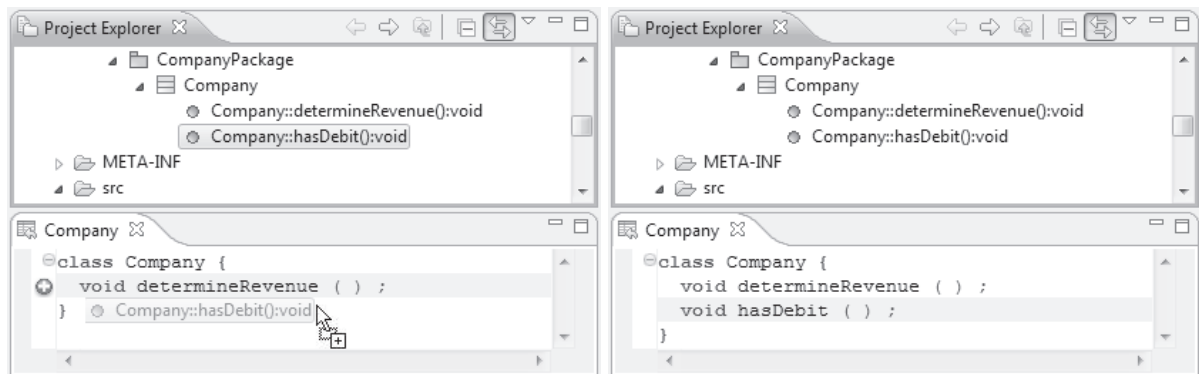 Project Explorer
CompanyPackage
Company
Company::determineRevenue():void
Company::hasDebit():void
META-INF
src
Company
class Company {
void determineRevenue ( ) ;
} Company::hasDebit():void
Project Explorer
CompanyPackage
Company
Company::determineRevenue():void
Company::hasDebit():void
META-INF
src
Company
class Company {
void determineRevenue ( ) ;
void hasDebit ( ) ;
}